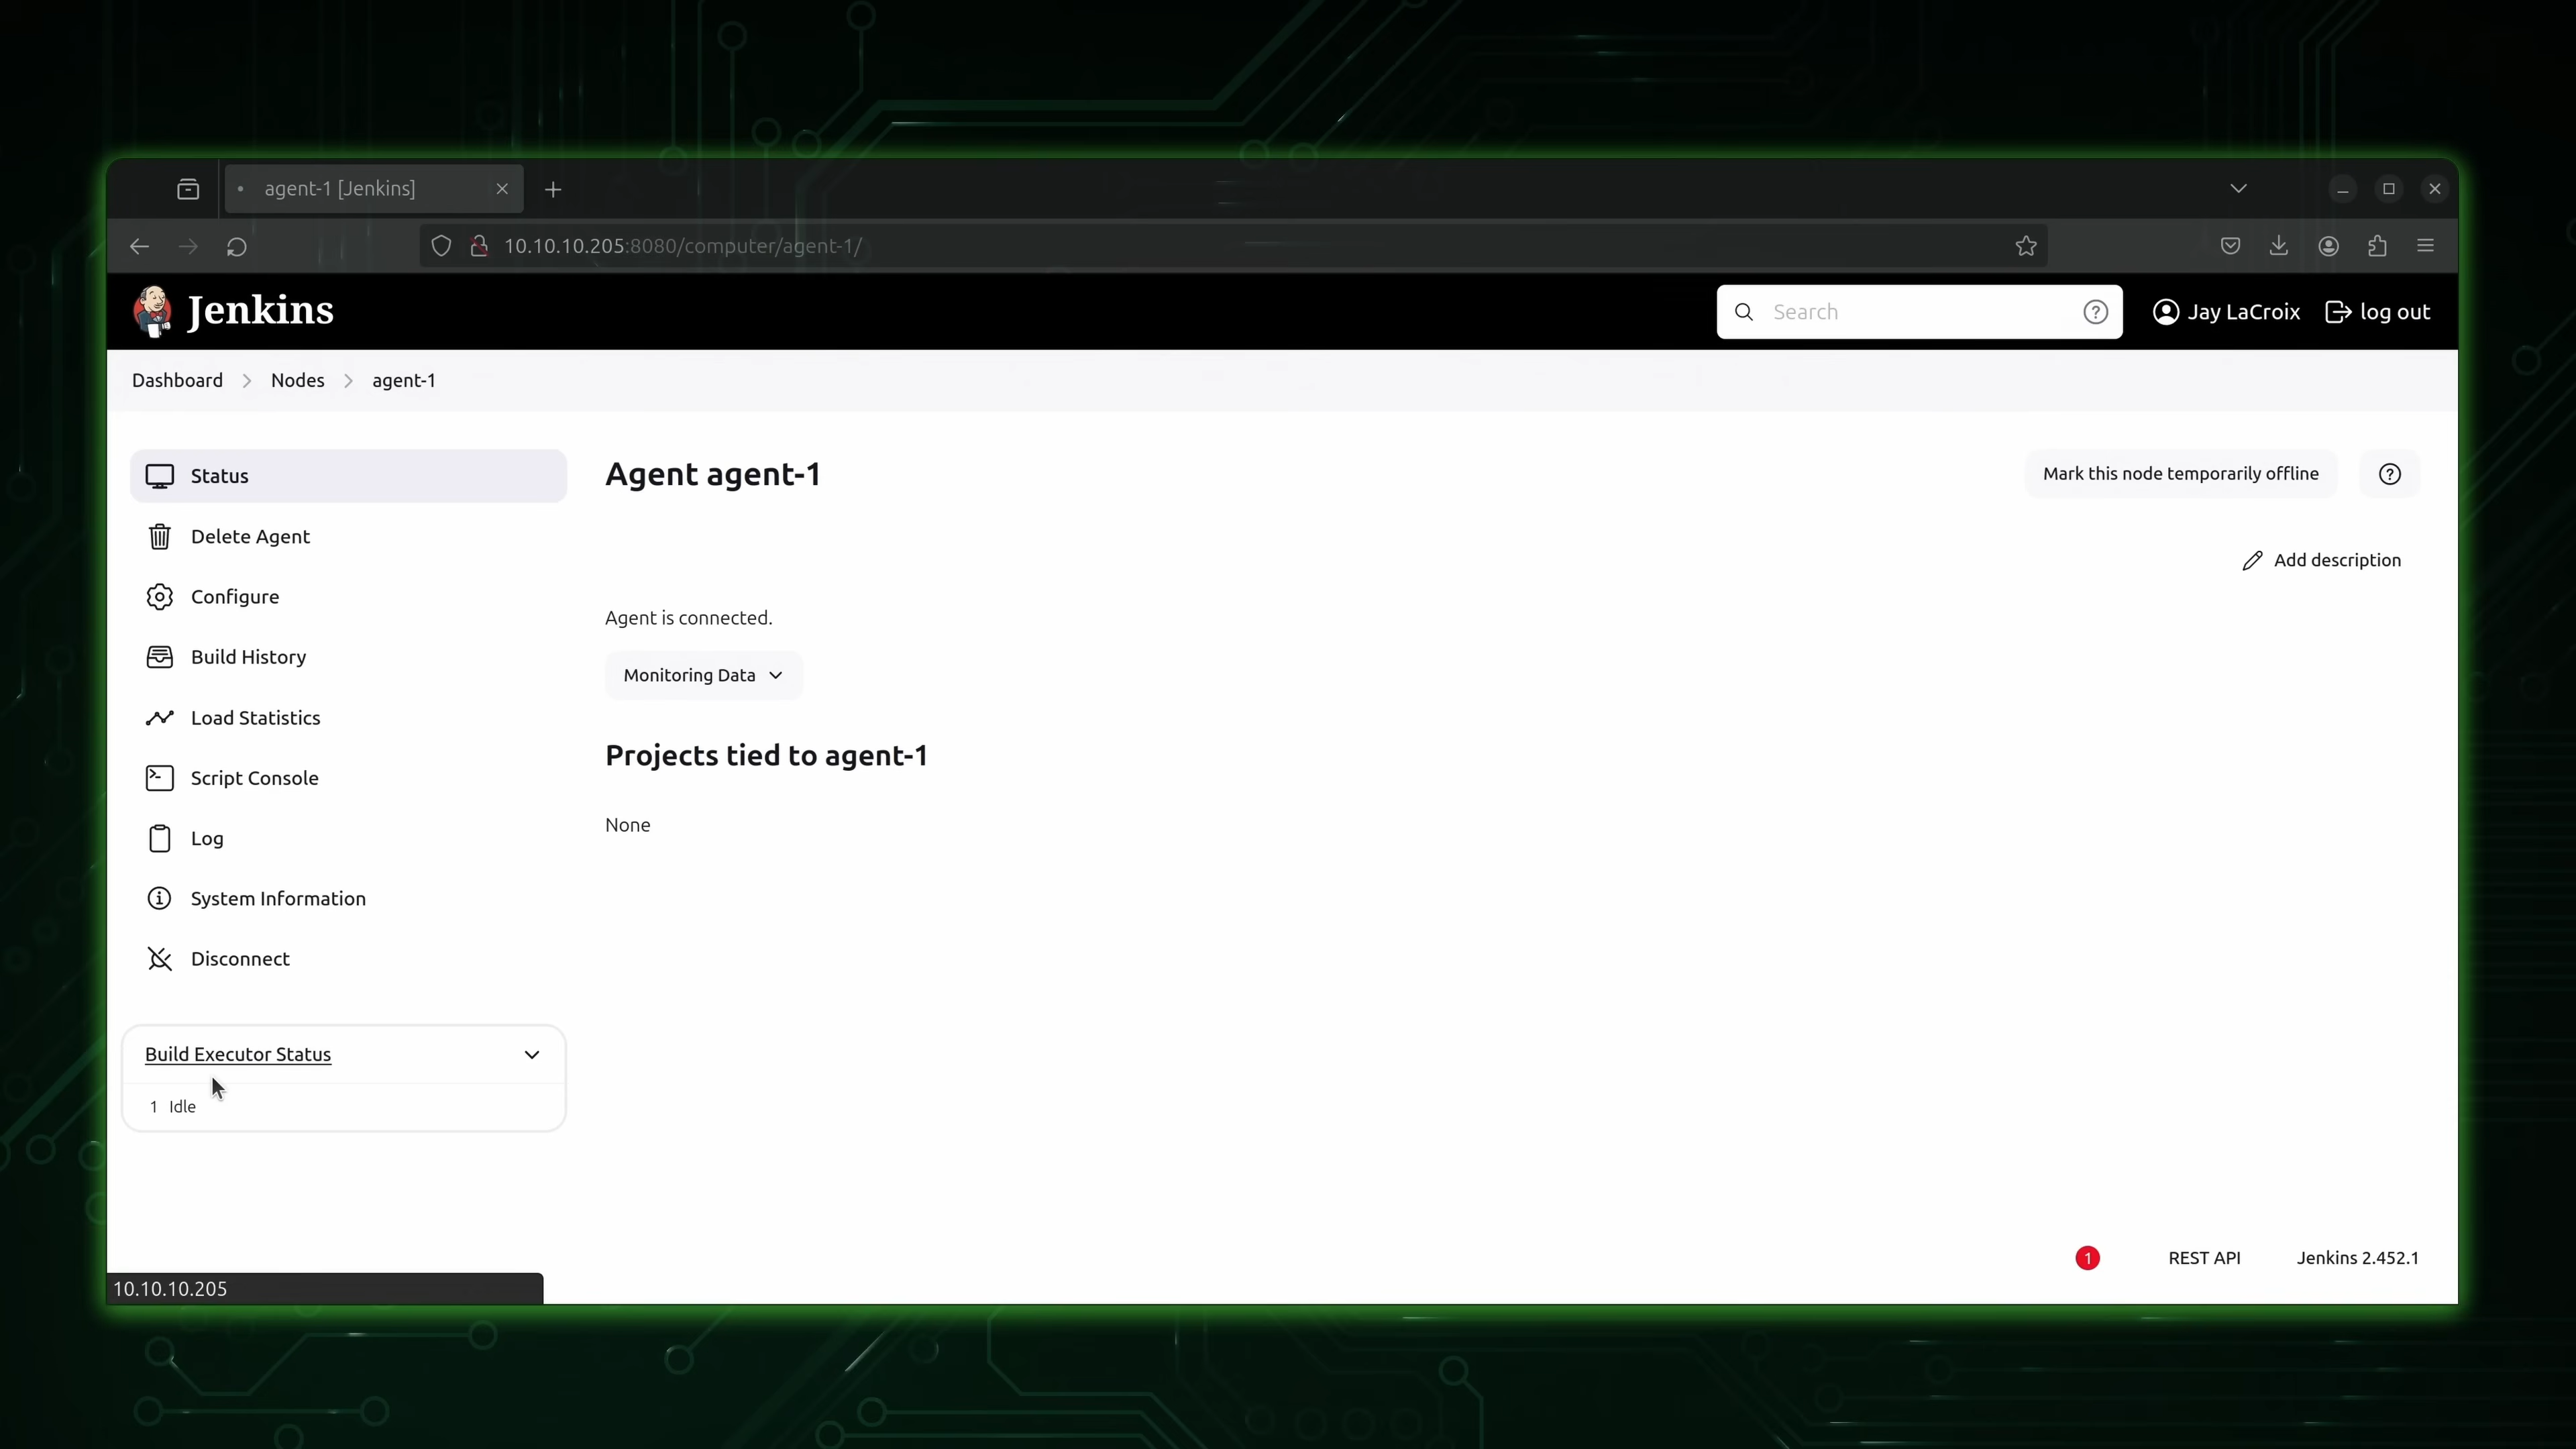 agent-1 [Jenkins]
10.10.10.205:8080/computer/agent-1/
Jenkins
Search
Jay LaCroix
log out
Dashboard
Nodes
agent-1
Status
Delete Agent
Configure
Build History
Load Statistics
Script Console
Log
System Information
Disconnect
Build Executor Status
1 Idle
Agent agent-1
Mark this node temporarily offline
Add description
Agent is connected.
Monitoring Data
Projects tied to agent-1
None
1
REST API
Jenkins 2.452.1
10.10.10.205